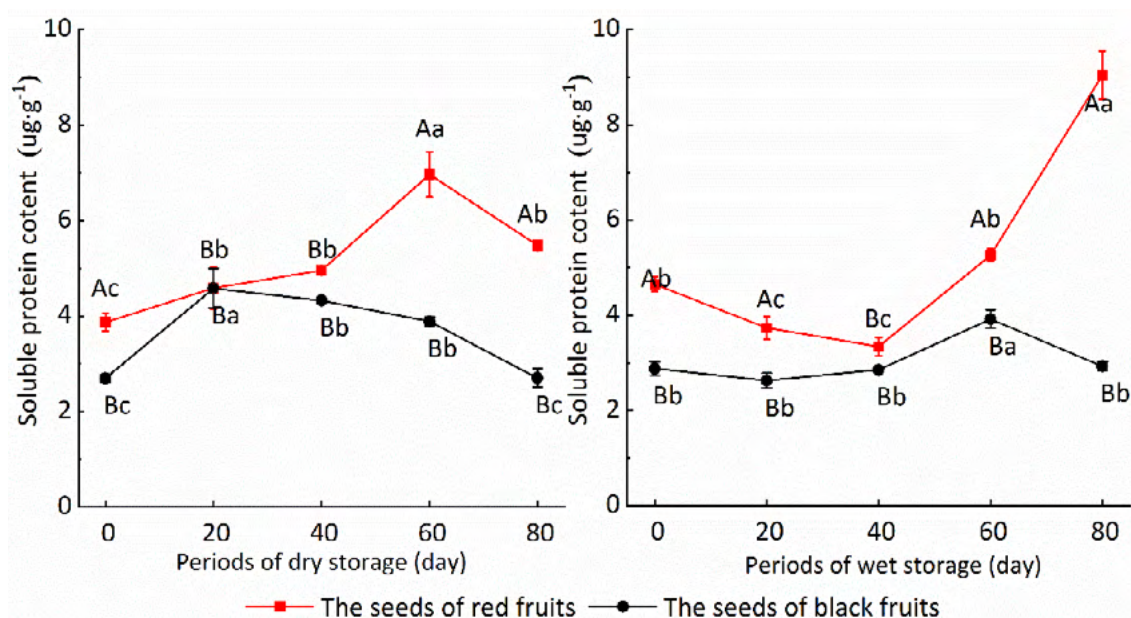 Soluble protein cotent (ug·g⁻¹)
10
8
6
4
2
0
Ac
Bb
Bb
Aa
Ab
Bc
Ba
Bb
Bb
Bc
0 20 40 60 80
Periods of dry storage (day)
Soluble protein cotent (ug·g⁻¹)
10
8
6
4
2
0
Ab
Ac
Bc
Ab
Aa
Bb
Bb
Bb
Ba
Bb
0 20 40 60 80
Periods of wet storage (day)
The seeds of red fruits The seeds of black fruits